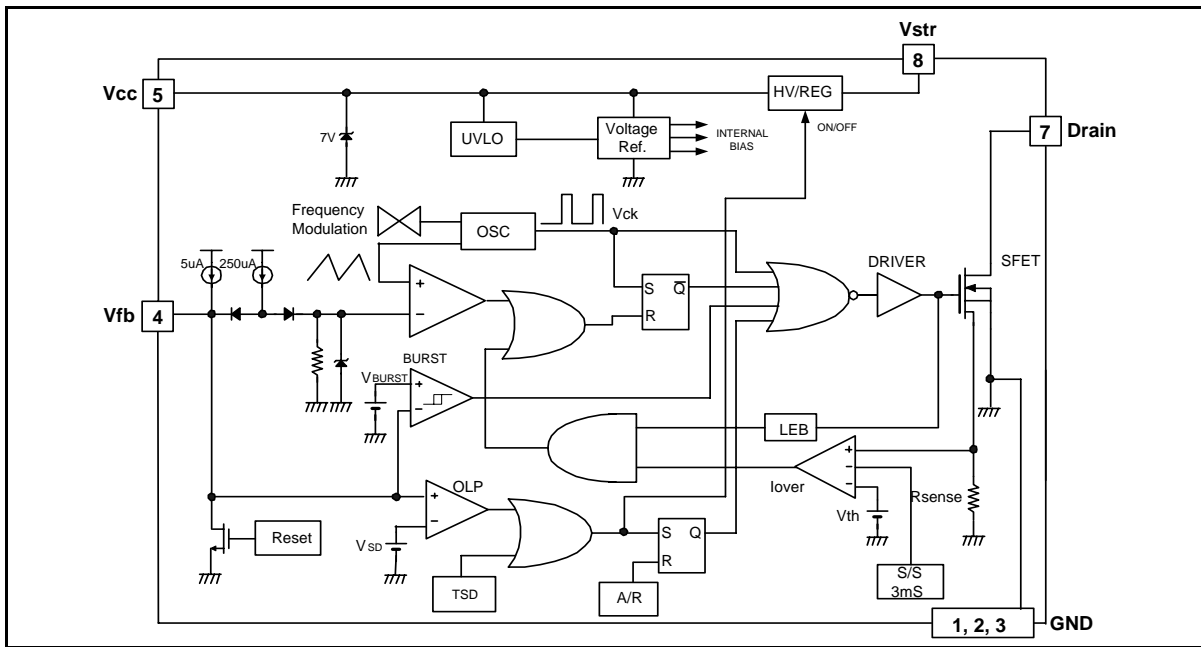 Vstr
8
Vcc 5
HV/REG
7V
UVLO
Voltage
Ref.
INTERNAL
BIAS
ON/OFF
7 Drain
Frequency
Modulation
OSC
Vck
5uA 250uA
DRIVER
SFET
Vfb 4
+
−
S Q
R
BURST
VBURST
+
−
LEB
+
−
−
Iover
Rsense
Vth
OLP
+
−
VSD
Reset
S Q
R
TSD
A/R
S/S
3mS
1, 2, 3 GND